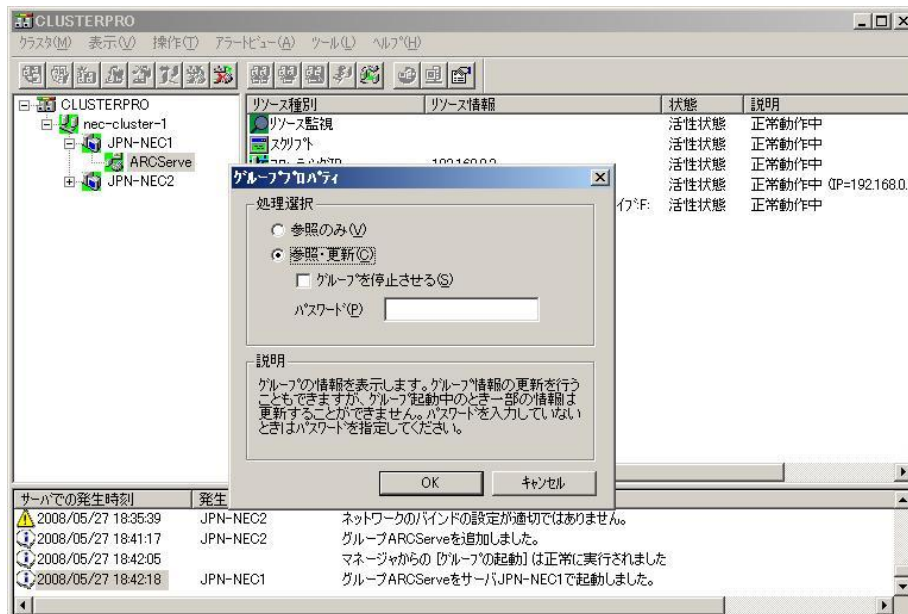 CLUSTERPRO
クラスタ(M) 表示(V) 操作(T) アラートビュー(A) ツール(L) ヘルプ(H)
CLUSTERPRO
nec-cluster-1
JPN-NEC1
ARCServe
JPN-NEC2
リソース種別 リソース情報 状態 説明
リソース監視 活性状態 正常動作中
スクリプト 活性状態 正常動作中
活性状態 正常動作中
活性状態 正常動作中 (IP=192.168.0.
イブ:F: 活性状態 正常動作中
グループプロパティ
処理選択
参照のみ(V)
参照・更新(C)
グループを停止させる(S)
パスワード(P)
説明
グループの情報を表示します。グループ情報の更新を行う
こともできますが、グループ起動中のとき一部の情報は
更新することができません。パスワードを入力していない
ときはパスワードを指定してください。
OK キャンセル
サーバでの発生時刻 発生
2008/05/27 18:35:39 JPN-NEC2 ネットワークのバインドの設定が適切ではありません。
2008/05/27 18:41:17 JPN-NEC2 グループARCServeを追加しました。
2008/05/27 18:42:05 マネージャからの [グループの起動] は正常に実行されました
2008/05/27 18:42:18 JPN-NEC1 グループARCServeをサーバJPN-NEC1で起動しました。